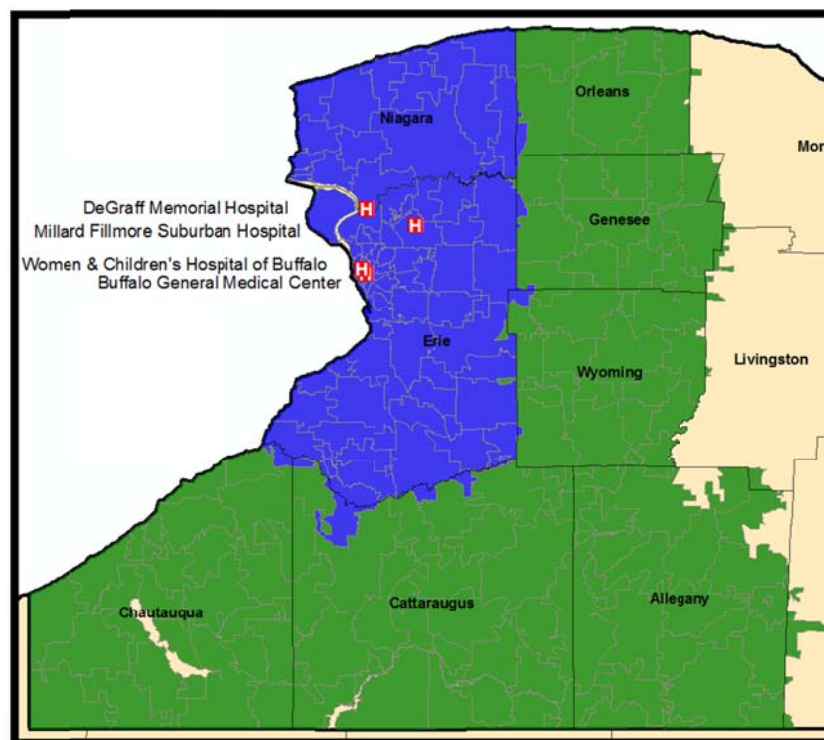 Orleans
Niagara
Mon
DeGraff Memorial Hospital
H
Millard Fillmore Suburban Hospital
H
Genesee
Women & Children's Hospital of Buffalo
H
Buffalo General Medical Center
Erie
Livingston
Wyoming
Chautauqua
Cattaraugus
Allegany